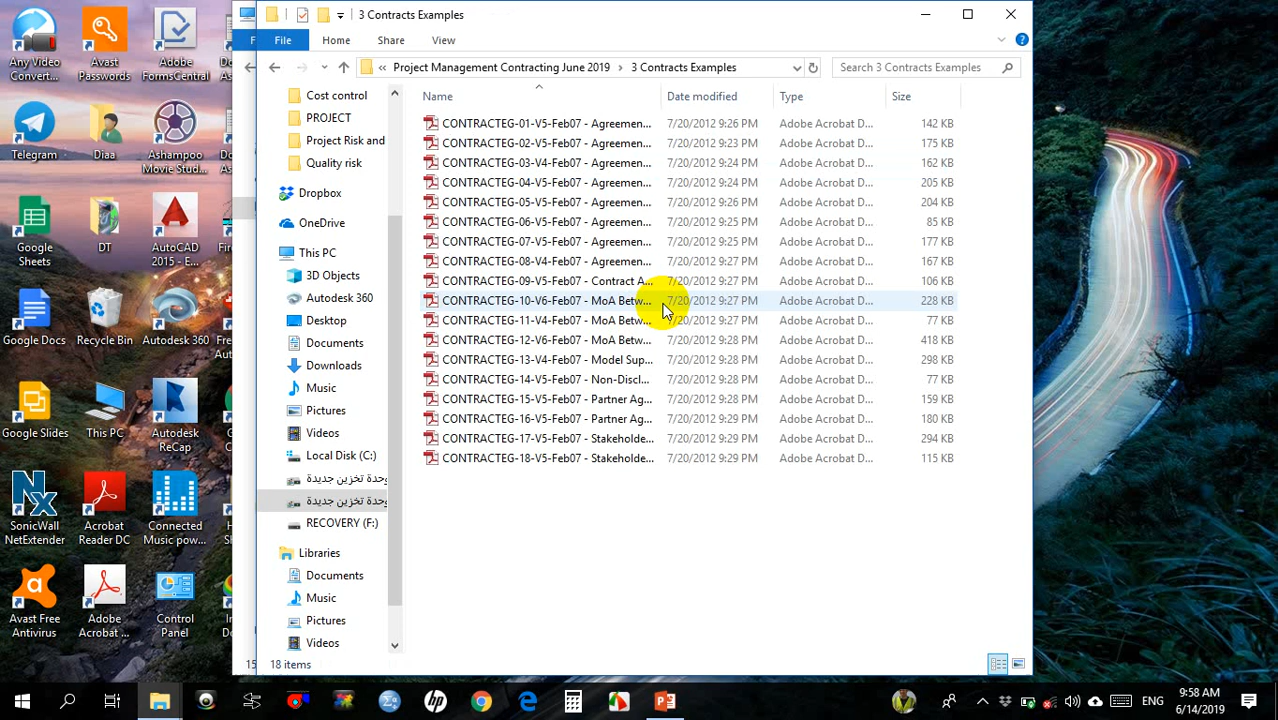 3 Contracts Examples
File
Home
Share
View
Project Management Contracting June 2019
3 Contracts Examples
Search 3 Contracts Examples
Name
Date modified
Type
Size
CONTRACTEG-01-V5-Feb07 - Agreemen... 7/20/2012 9:26 PM Adobe Acrobat D... 142 KB
CONTRACTEG-02-V5-Feb07 - Agreemen... 7/20/2012 9:23 PM Adobe Acrobat D... 175 KB
CONTRACTEG-03-V4-Feb07 - Agreemen... 7/20/2012 9:24 PM Adobe Acrobat D... 162 KB
CONTRACTEG-04-V5-Feb07 - Agreemen... 7/20/2012 9:24 PM Adobe Acrobat D... 205 KB
CONTRACTEG-05-V5-Feb07 - Agreemen... 7/20/2012 9:26 PM Adobe Acrobat D... 204 KB
CONTRACTEG-06-V5-Feb07 - Agreemen... 7/20/2012 9:25 PM Adobe Acrobat D... 85 KB
CONTRACTEG-07-V5-Feb07 - Agreemen... 7/20/2012 9:25 PM Adobe Acrobat D... 177 KB
CONTRACTEG-08-V4-Feb07 - Agreemen... 7/20/2012 9:27 PM Adobe Acrobat D... 167 KB
CONTRACTEG-09-V5-Feb07 - Contract A... 7/20/2012 9:27 PM Adobe Acrobat D... 106 KB
CONTRACTEG-10-V6-Feb07 - MoA Betw... 7/20/2012 9:27 PM Adobe Acrobat D... 228 KB
CONTRACTEG-11-V4-Feb07 - MoA Betw... 7/20/2012 9:27 PM Adobe Acrobat D... 77 KB
CONTRACTEG-12-V6-Feb07 - MoA Betw... 7/20/2012 9:28 PM Adobe Acrobat D... 418 KB
CONTRACTEG-13-V4-Feb07 - Model Sup... 7/20/2012 9:28 PM Adobe Acrobat D... 298 KB
CONTRACTEG-14-V5-Feb07 - Non-Discl... 7/20/2012 9:28 PM Adobe Acrobat D... 77 KB
CONTRACTEG-15-V5-Feb07 - Partner Ag... 7/20/2012 9:28 PM Adobe Acrobat D... 159 KB
CONTRACTEG-16-V5-Feb07 - Partner Ag... 7/20/2012 9:29 PM Adobe Acrobat D... 180 KB
CONTRACTEG-17-V5-Feb07 - Stakeholde... 7/20/2012 9:29 PM Adobe Acrobat D... 294 KB
CONTRACTEG-18-V5-Feb07 - Stakeholde... 7/20/2012 9:29 PM Adobe Acrobat D... 115 KB
Cost control
PROJECT
Project Risk and
Quality risk
Dropbox
OneDrive
This PC
3D Objects
Autodesk 360
Desktop
Documents
Downloads
Music
Pictures
Videos
Local Disk (C:)
وحدة تخزين جديدة
وحدة تخزين جديدة
RECOVERY (F:)
Libraries
Documents
Music
Pictures
Videos
18 items
15
Any Video
Convert...
Avast
Passwords
Adobe
FormsCentral
Telegram
Diaa
Ashampoo
Movie Stud...
Google
Sheets
DT
AutoCAD
2015 - E...
Google Docs
Recycle Bin
Autodesk 360
Google Slides
This PC
Autodesk
ReCap
SonicWall
NetExtender
Acrobat
Reader DC
Connected
Music pow...
Avast Free
Antivirus
Adobe
Acrobat ...
Control
Panel
ENG
9:58 AM
6/14/2019